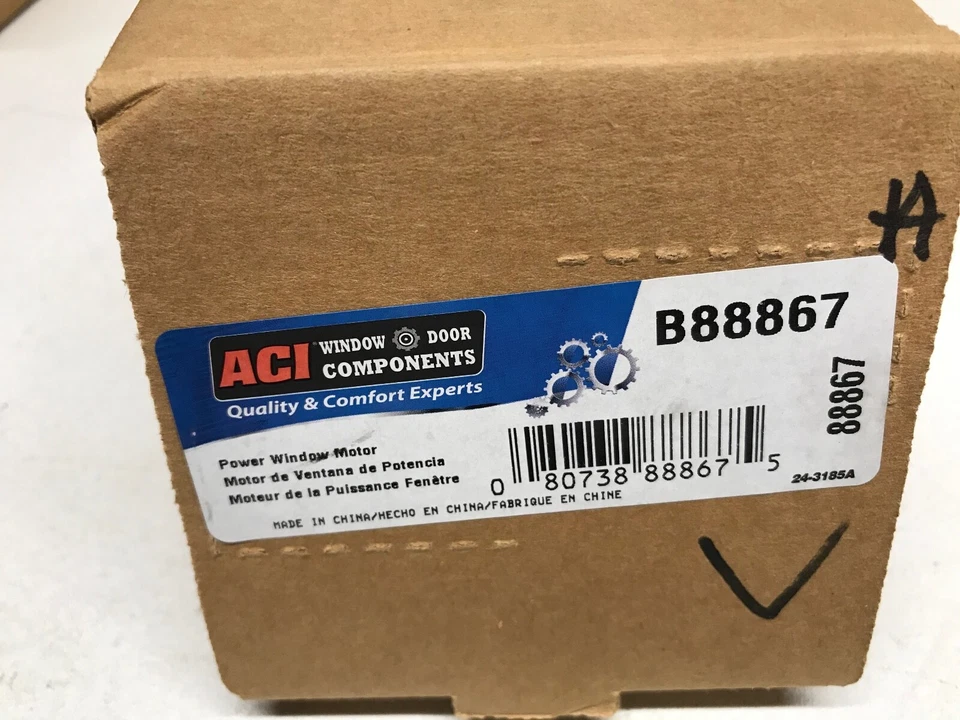 A
B88867
ACI WINDOW DOOR
COMPONENTS
Quality & Comfort Experts
88867
Power Window Motor
Motor de Ventana de Potencia
Moteur de la Puissance Fenêtre
0 80738 88867 5
24-3185A
MADE IN CHINA/HECHO EN CHINA/FABRIQUE EN CHINE